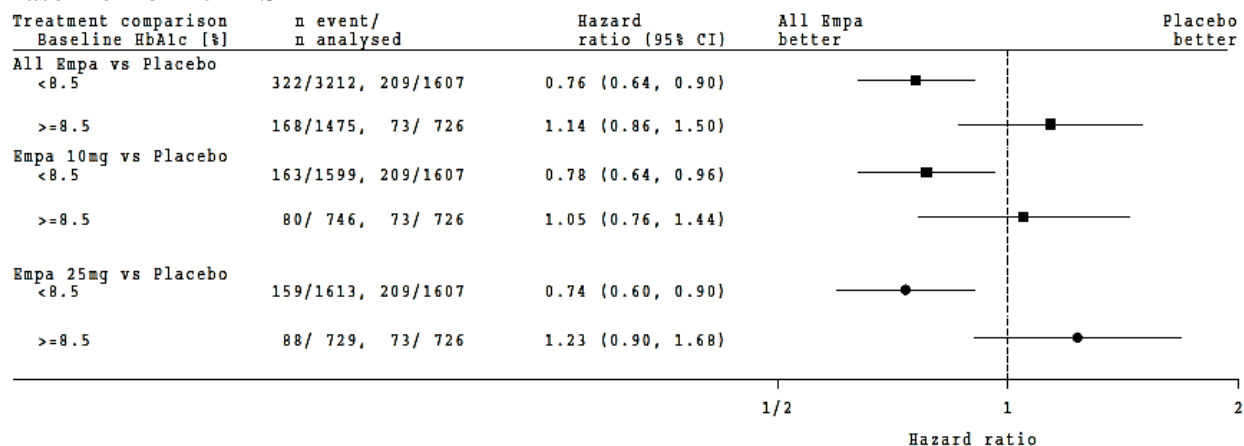 Treatment comparison n event/ Hazard All Empa Placebo
Baseline HbA1c [%] n analysed ratio (95% CI) better better
All Empa vs Placebo
<8.5 322/3212, 209/1607 0.76 (0.64, 0.90)
>=8.5 168/1475, 73/ 726 1.14 (0.86, 1.50)
Empa 10mg vs Placebo
<8.5 163/1599, 209/1607 0.78 (0.64, 0.96)
>=8.5 80/ 746, 73/ 726 1.05 (0.76, 1.44)
Empa 25mg vs Placebo
<8.5 159/1613, 209/1607 0.74 (0.60, 0.90)
>=8.5 88/ 729, 73/ 726 1.23 (0.90, 1.68)
1/2 1 2
Hazard ratio